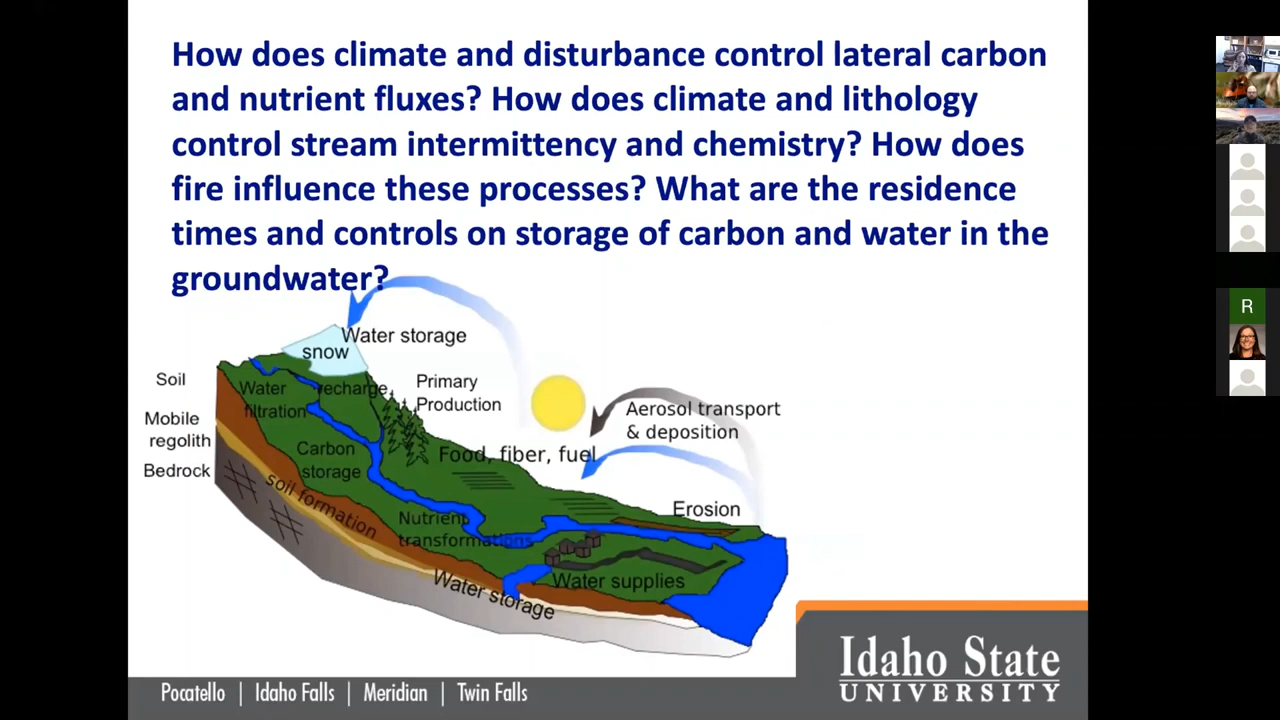 How does climate and disturbance control lateral carbon
and nutrient fluxes? How does climate and lithology
control stream intermittency and chemistry? How does
fire influence these processes? What are the residence
times and controls on storage of carbon and water in the
groundwater?
Water storage
snow
Soil
Water
filtration
recharge
Primary
Production
Aerosol transport
& deposition
Mobile
regolith
Bedrock
Carbon
storage
Food, fiber, fuel
soil formation
Nutrient
transformations
Erosion
Water supplies
Water storage
R
Idaho State
UNIVERSITY
Pocatello | Idaho Falls | Meridian | Twin Falls